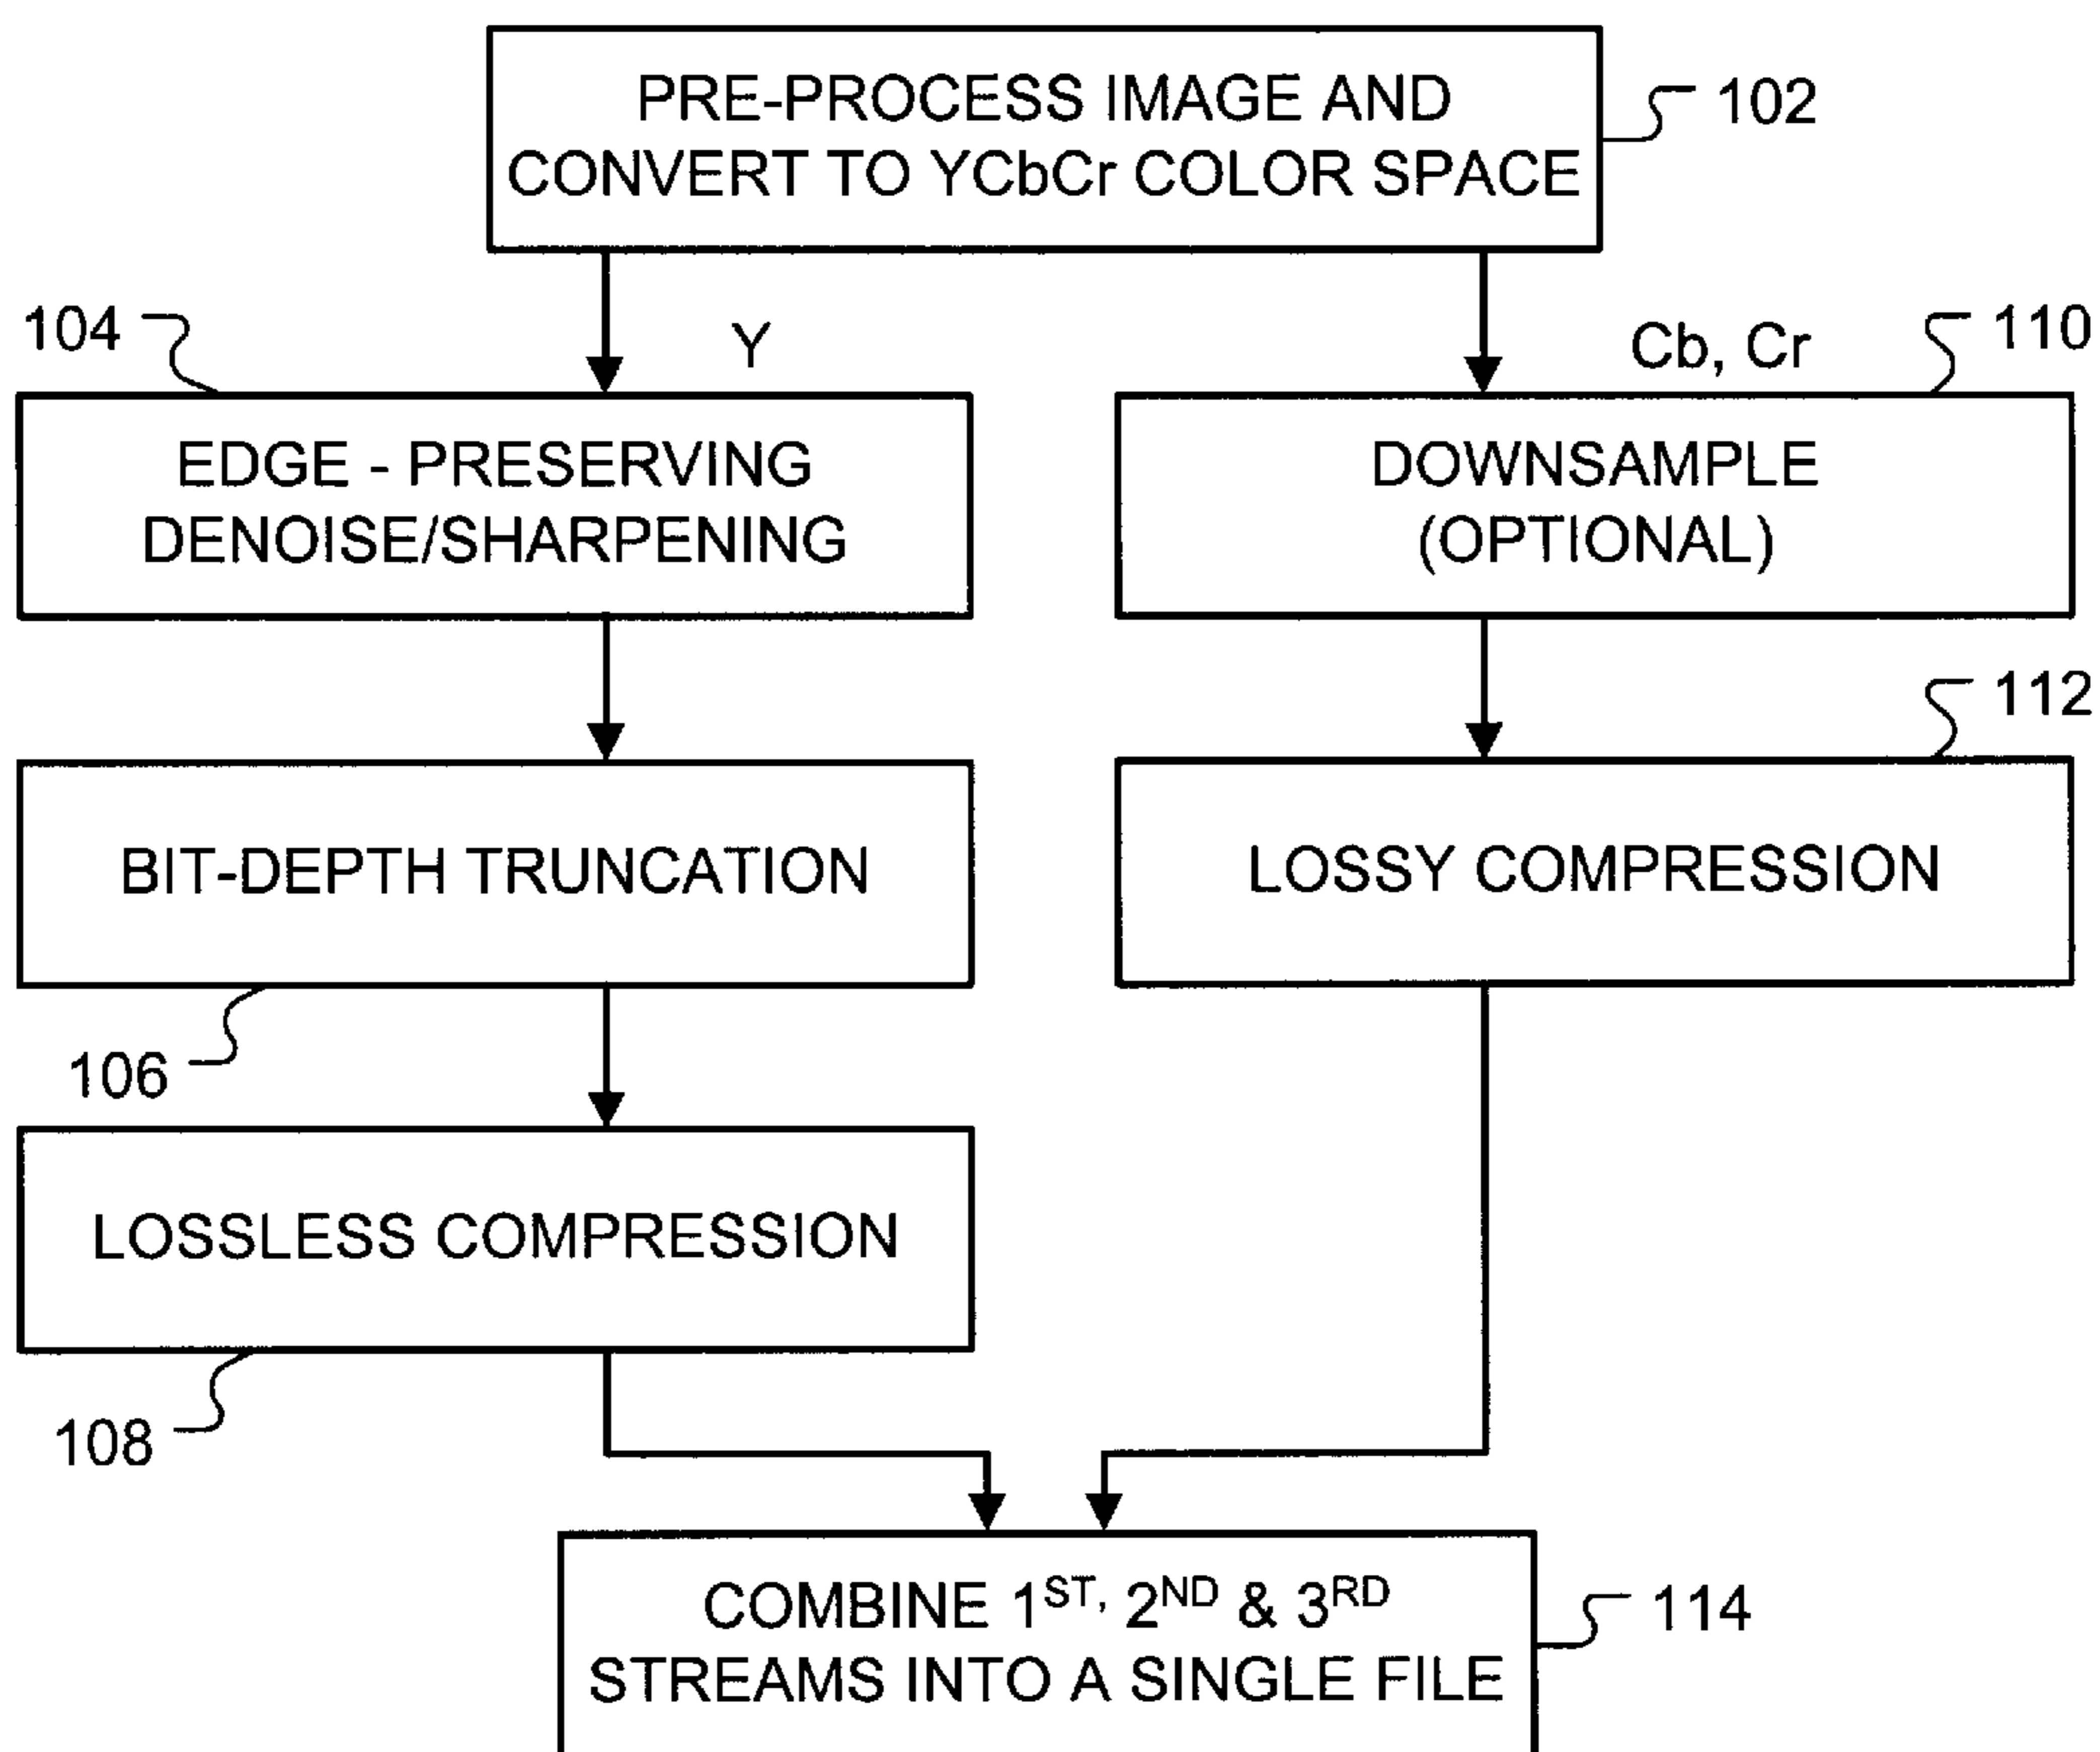 PRE-PROCESS IMAGE AND
CONVERT TO YCbCr COLOR SPACE
102
104
Y
Cb, Cr
110
EDGE - PRESERVING
DENOISE/SHARPENING
DOWNSAMPLE
(OPTIONAL)
112
BIT-DEPTH TRUNCATION
LOSSY COMPRESSION
106
LOSSLESS COMPRESSION
108
COMBINE 1ST, 2ND & 3RD
STREAMS INTO A SINGLE FILE
114